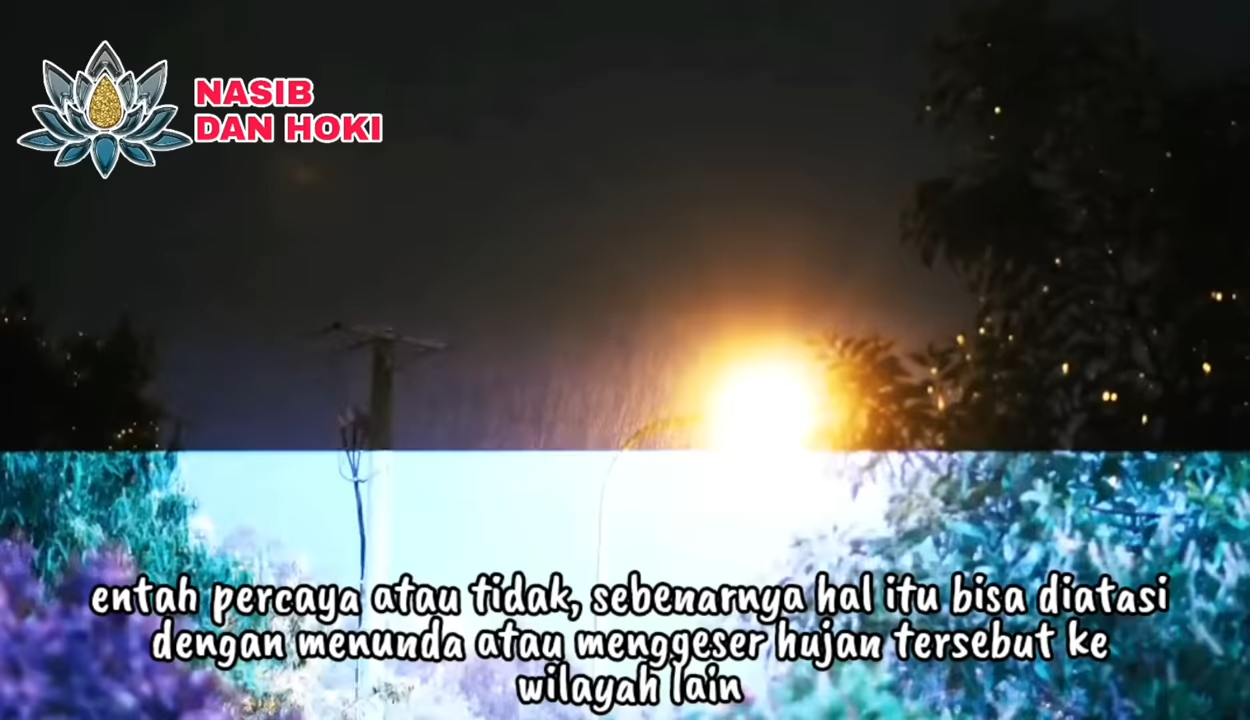 NASIB
DAN HOKI
entah percaya atau tidak, sebenarnya hal itu bisa diatasi
dengan menunda atau menggeser hujan tersebut ke
wilayah lain